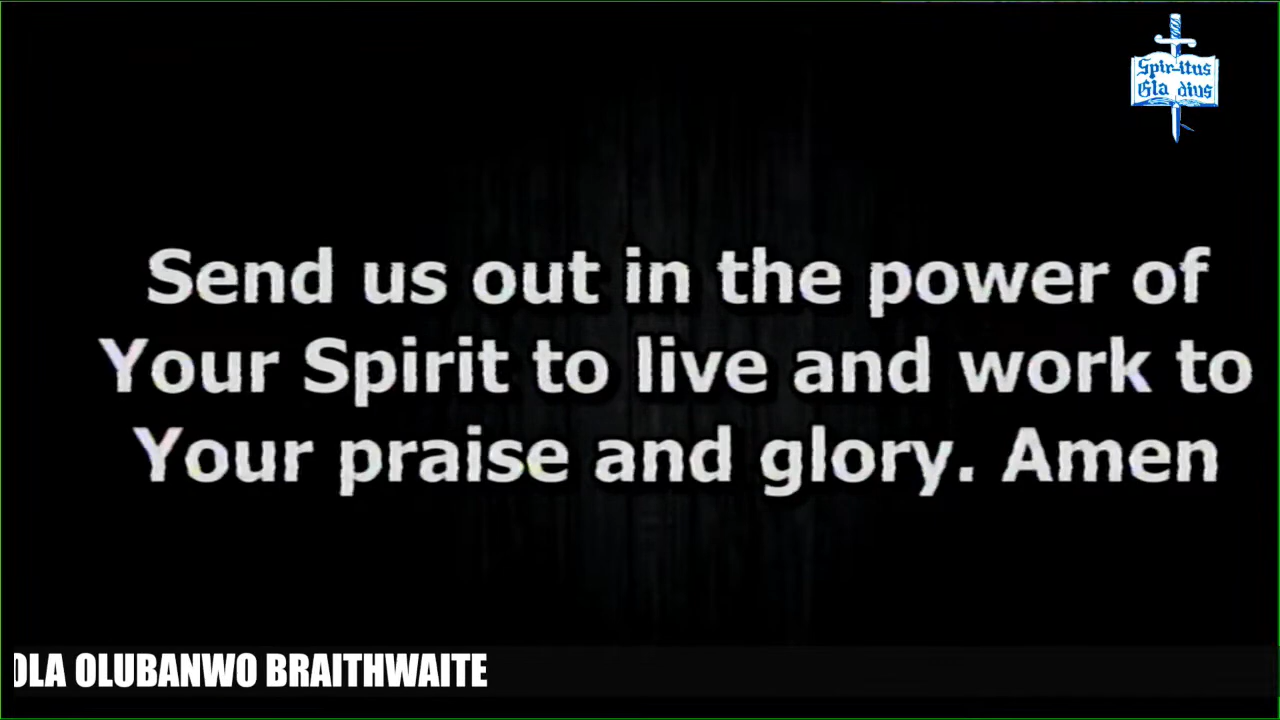 Spiritus
Gladius
Send us out in the power of
Your Spirit to live and work to
Your praise and glory. Amen
OLUBANWO BRAITHWAITE